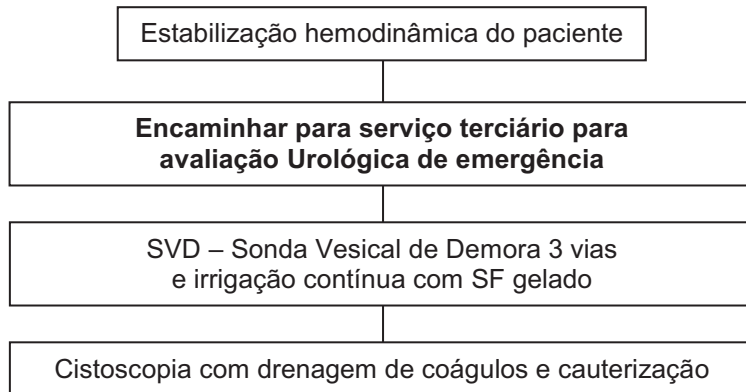 Estabilização hemodinâmica do paciente
Encaminhar para serviço terciário para
avaliação Urológica de emergência
SVD – Sonda Vesical de Demora 3 vias
e irrigação contínua com SF gelado
Cistoscopia com drenagem de coágulos e cauterização